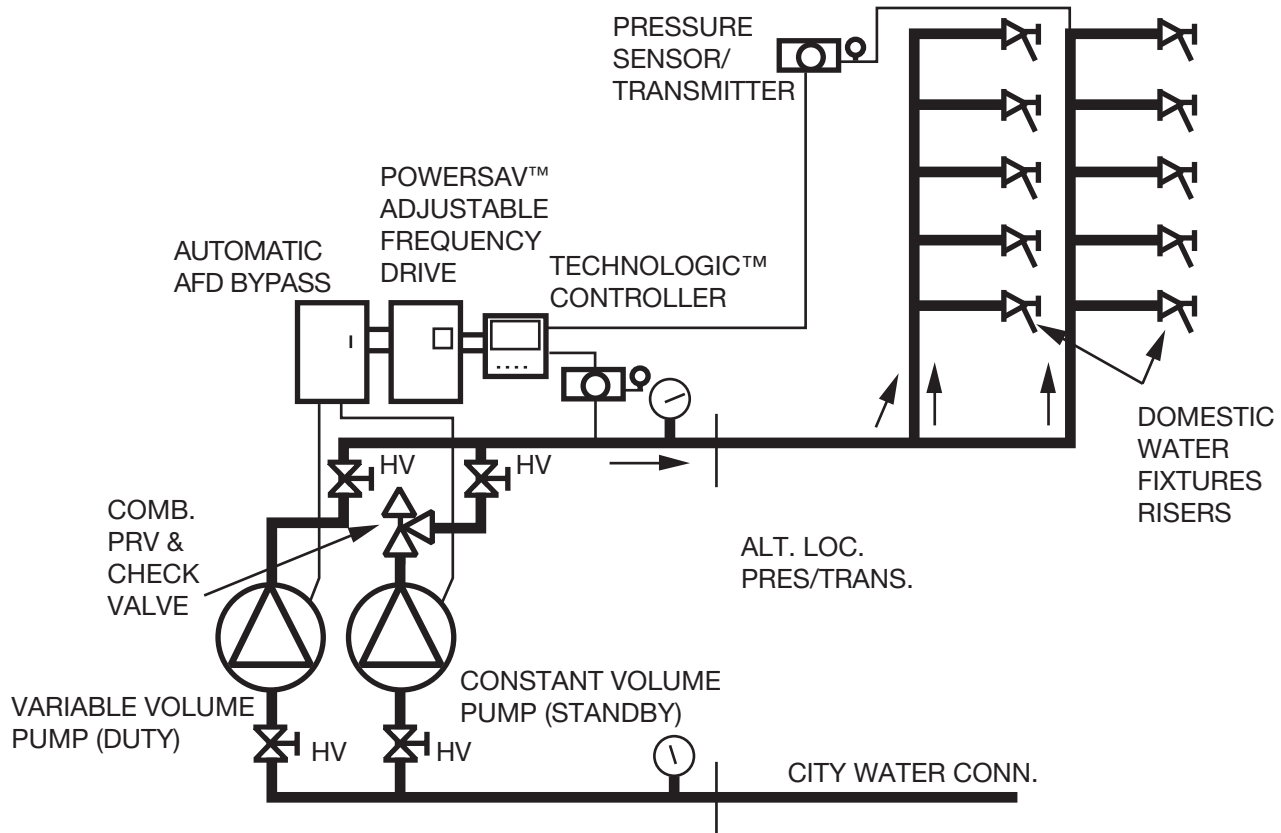 PRESSURE
SENSOR/
TRANSMITTER
POWERSAV™
ADJUSTABLE
FREQUENCY
DRIVE
AUTOMATIC
AFD BYPASS
TECHNOLOGIC™
CONTROLLER
DOMESTIC
WATER
FIXTURES
RISERS
HV
HV
COMB.
PRV &
CHECK
VALVE
ALT. LOC.
PRES/TRANS.
VARIABLE VOLUME
PUMP (DUTY)
CONSTANT VOLUME
PUMP (STANDBY)
HV
HV
CITY WATER CONN.